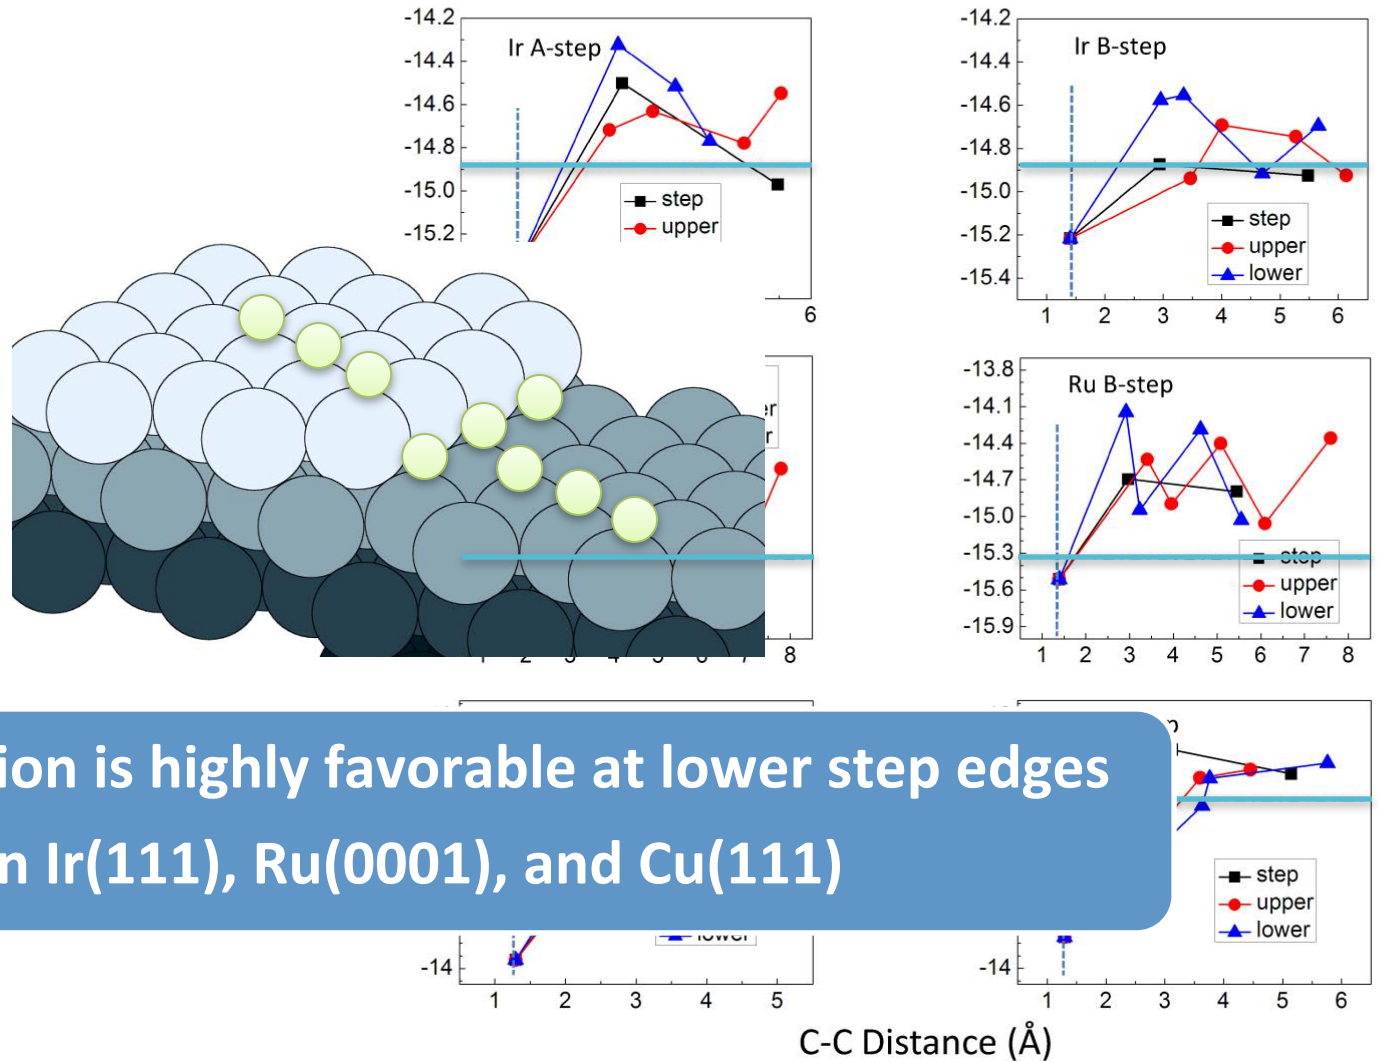 -14.2
-14.4
-14.6
-14.8
-15.0
-15.2
Ir A-step
step
upper
6
-14.2
-14.4
-14.6
-14.8
-15.0
-15.2
-15.4
Ir B-step
step
upper
lower
1 2 3 4 5 6
8
-13.8
-14.1
-14.4
-14.7
-15.0
-15.3
-15.6
-15.9
Ru B-step
step
upper
lower
1 2 3 4 5 6 7 8
ion is highly favorable at lower step edges
n Ir(111), Ru(0001), and Cu(111)
lower
-14
1 2 3 4 5
step
upper
lower
-14
1 2 3 4 5 6
C-C Distance (Å)